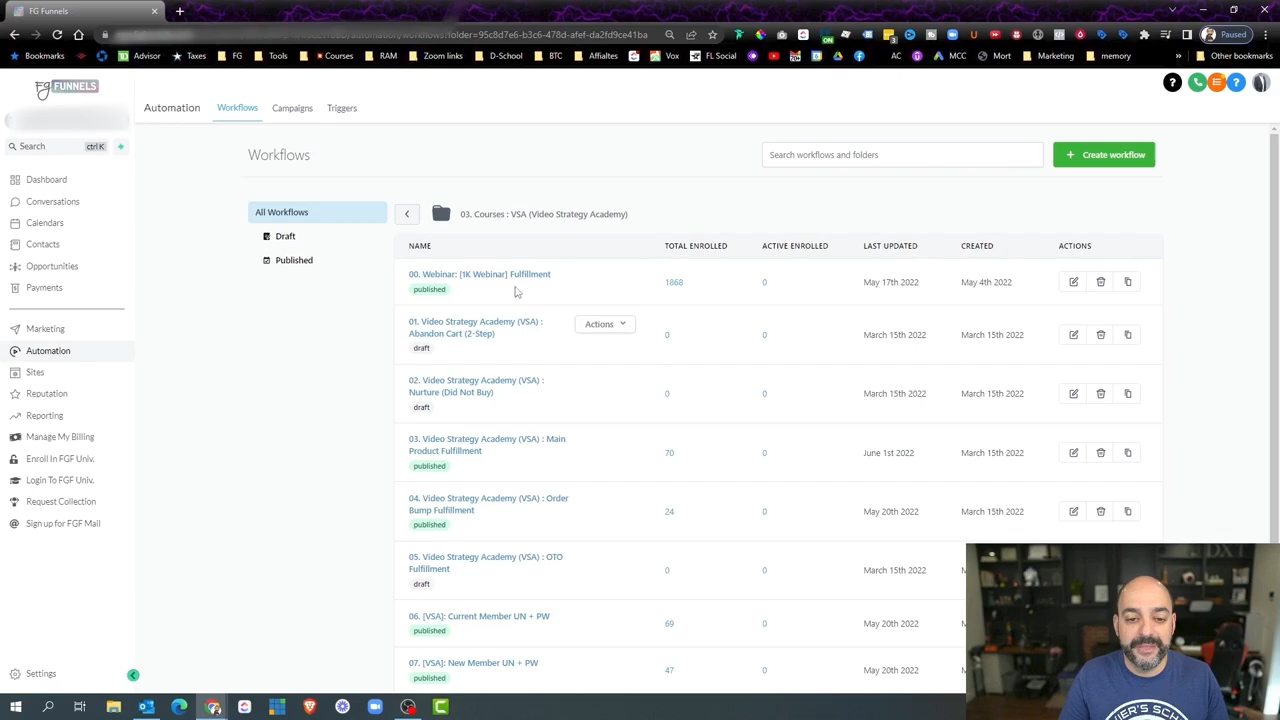 FG Funnels
95c8d7e6-b3c6-478d-afef-da2fd9ce41ba
Paused
Bookmarks
Advisor
Taxes
FG
Tools
Courses
RAM
Zoom links
D-School
BTC
Affialtes
Vox
FL Social
AC
MCC
Mort
Marketing
memory
Other bookmarks
FG FUNNELS
Automation
Workflows
Campaigns
Triggers
Search
ctrl K
Workflows
Search workflows and folders
Create workflow
Dashboard
Conversations
Calendars
Contacts
Opportunities
Payments
Marketing
Automation
Sites
Reputation
Reporting
Manage My Billing
Enroll In FGF Univ.
Login To FGF Univ.
Request Collection
Sign up for FGF Mail
Settings
All Workflows
Draft
Published
03. Courses : VSA (Video Strategy Academy)
NAME TOTAL ENROLLED ACTIVE ENROLLED LAST UPDATED CREATED ACTIONS
00. Webinar: [1K Webinar] Fulfillment
published
1868 0 May 17th 2022 May 4th 2022
01. Video Strategy Academy (VSA) :
Abandon Cart (2-Step)
draft
Actions
0 0 March 15th 2022 March 15th 2022
02. Video Strategy Academy (VSA) :
Nurture (Did Not Buy)
draft
0 0 March 15th 2022 March 15th 2022
03. Video Strategy Academy (VSA) : Main
Product Fulfillment
published
70 0 June 1st 2022 March 15th 2022
04. Video Strategy Academy (VSA) : Order
Bump Fulfillment
published
24 0 May 20th 2022 March 15th 2022
05. Video Strategy Academy (VSA) : OTO
Fulfillment
draft
0 0 March 15th 2022
06. [VSA]: Current Member UN + PW
published
69 0 May 20th 2022
07. [VSA]: New Member UN + PW
published
47 0 May 20th 2022